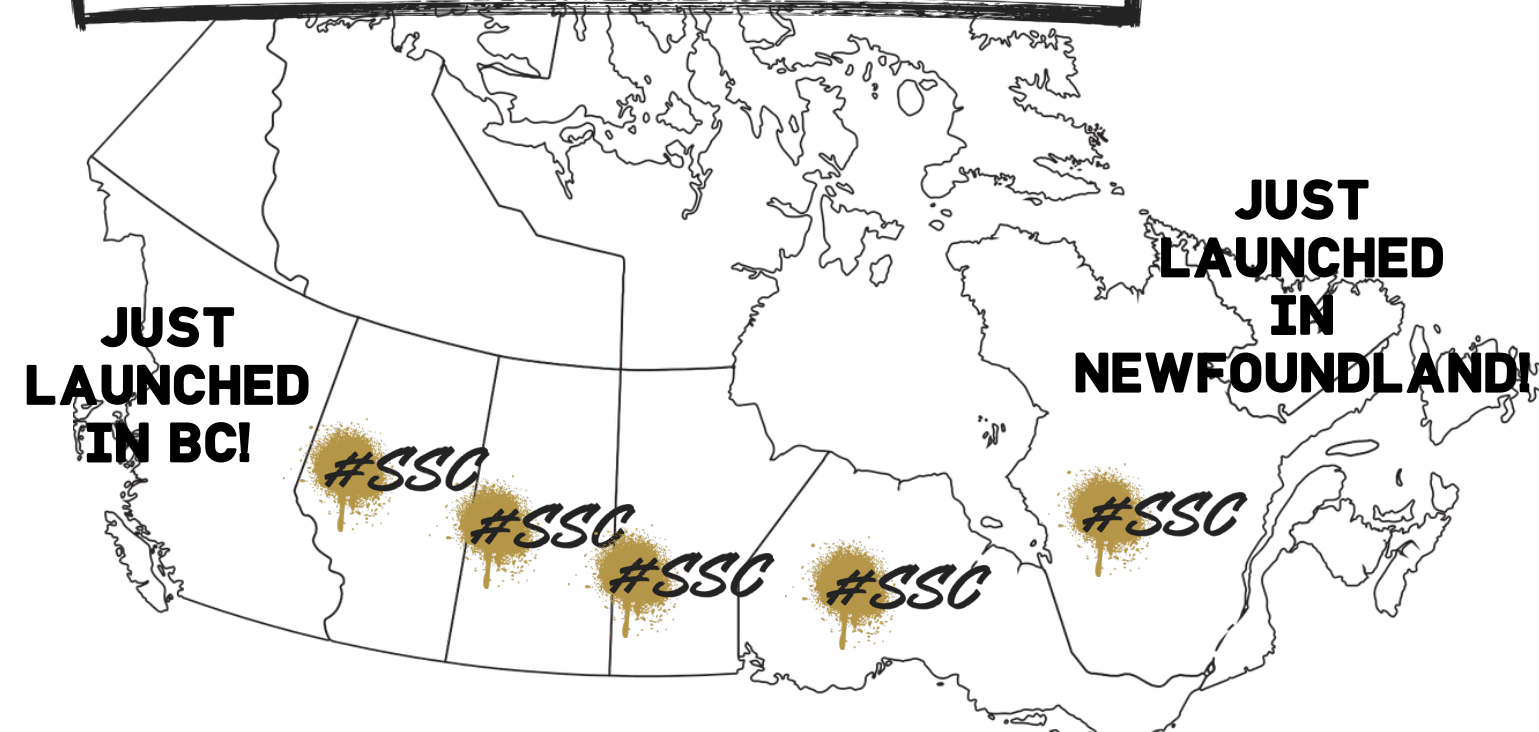 JUST
LAUNCHED
IN
NEWFOUNDLAND!
JUST
LAUNCHED
IN BC!
#SSC
#SSC
#SSC
#SSC
#SSC